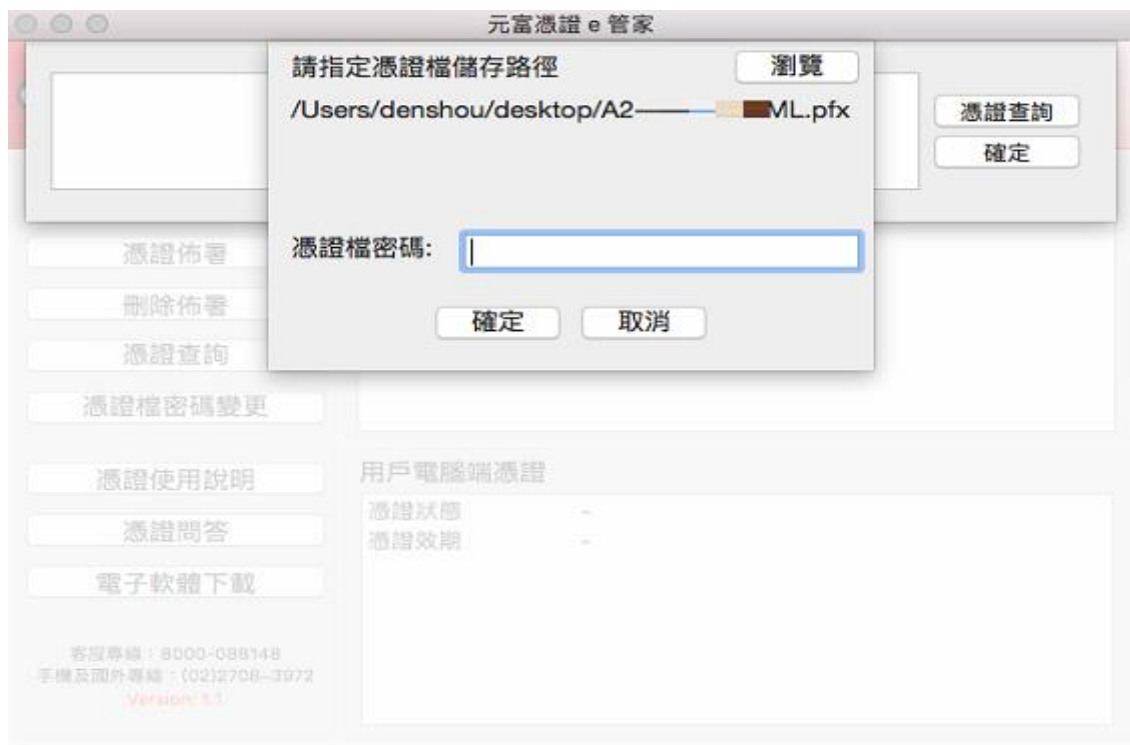 元富憑證 e 管家
請指定憑證檔儲存路徑
瀏覽
/Users/denshou/desktop/A2
ML.pfx
憑證查詢
確定
憑證檔密碼:
確定
取消
憑證佈署
刪除佈署
憑證查詢
憑證檔密碼變更
憑證使用說明
憑證問答
電子軟體下載
用戶電腦端憑證
憑證狀態 -
憑證效期 -
客服專線：8000-088148
手機及國外專線：(02)2708-3972
Version: 1.1